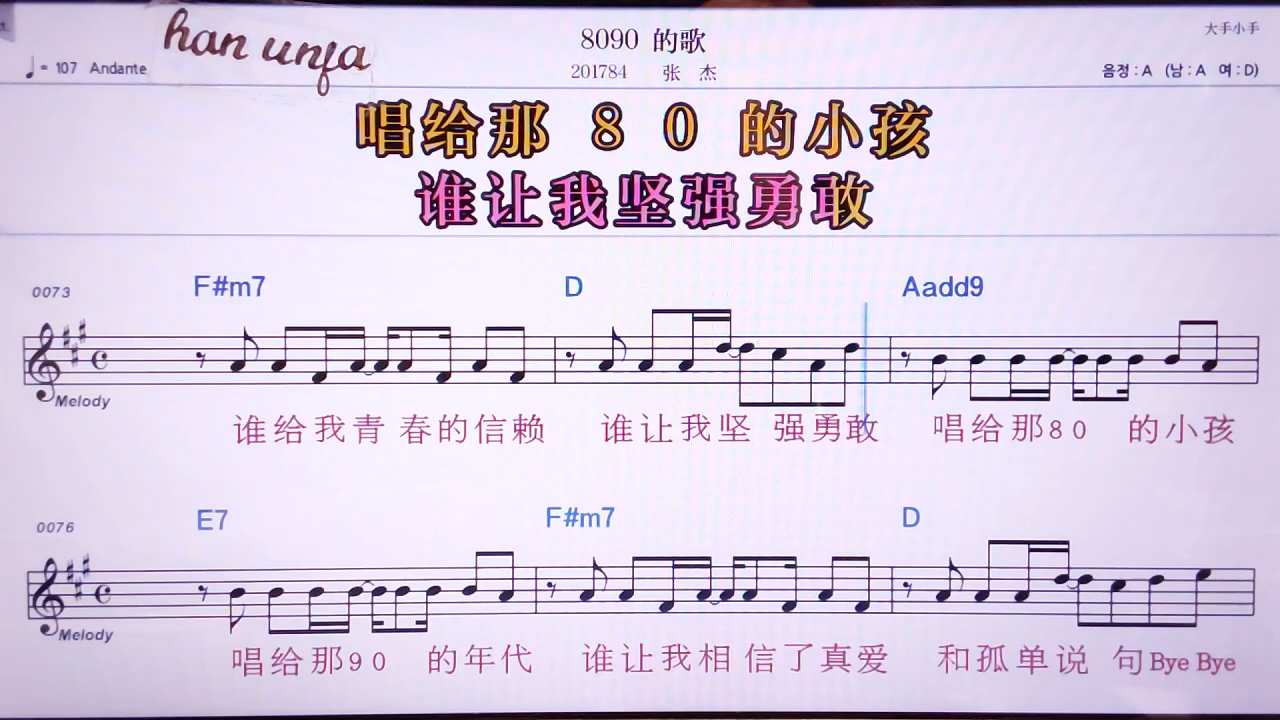 han unja
8090 的歌
大手小手
♩= 107 Andante
201784 张 杰
음정 : A (남 : A 여 : D)
唱给那 8 0 的小孩
谁让我坚强勇敢
0073 F#m7 D Aadd9
Melody
谁给我青春的信赖 谁让我坚强勇敢 唱给那80 的小孩
0076 E7 F#m7 D
Melody
唱给那90 的年代 谁让我相信了真爱 和孤单说 句Bye Bye